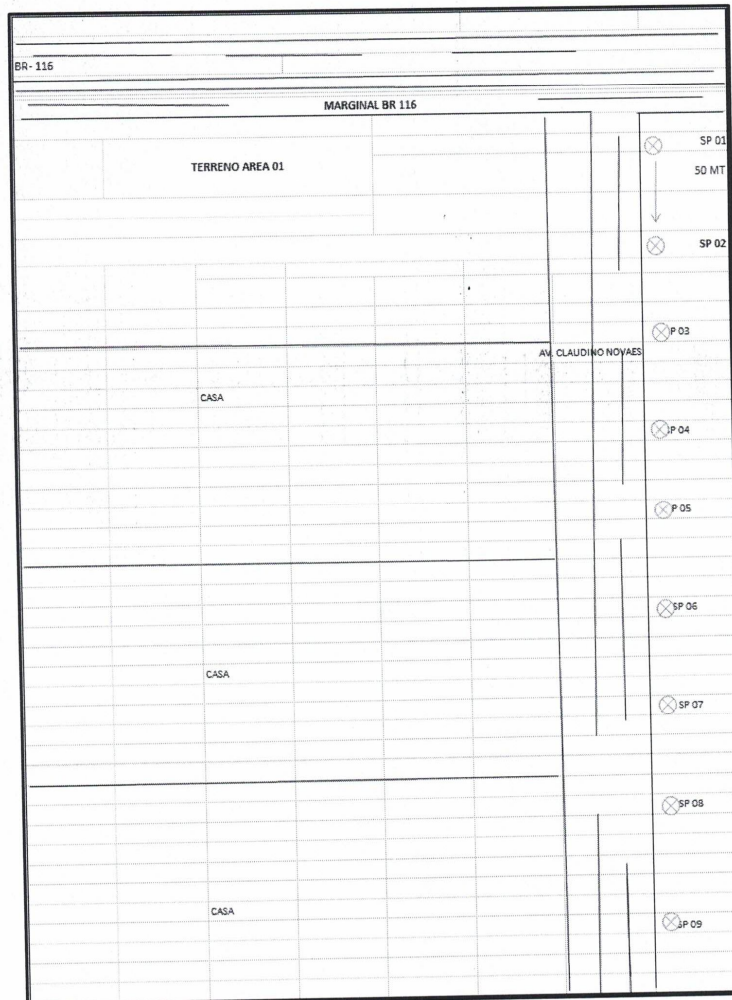 BR- 116
MARGINAL BR 116
SP 01
TERRENO AREA 01
50 MT
SP 02
P 03
AV. CLAUDINO NOVAES
CASA
P 04
P 05
SP 06
CASA
SP 07
SP 08
CASA
SP 09